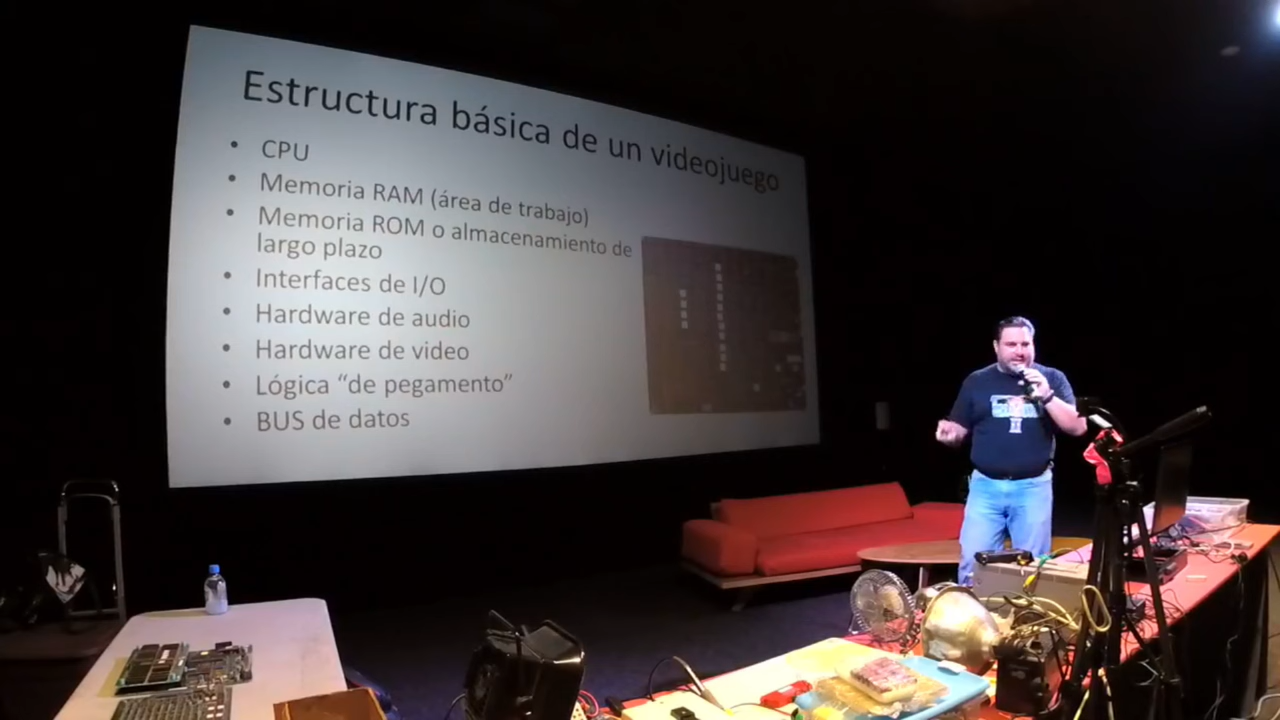 Estructura básica de un videojuego
• CPU
• Memoria RAM (área de trabajo)
• Memoria ROM o almacenamiento de
largo plazo
• Interfaces de I/O
• Hardware de audio
• Hardware de video
• Lógica “de pegamento”
• BUS de datos